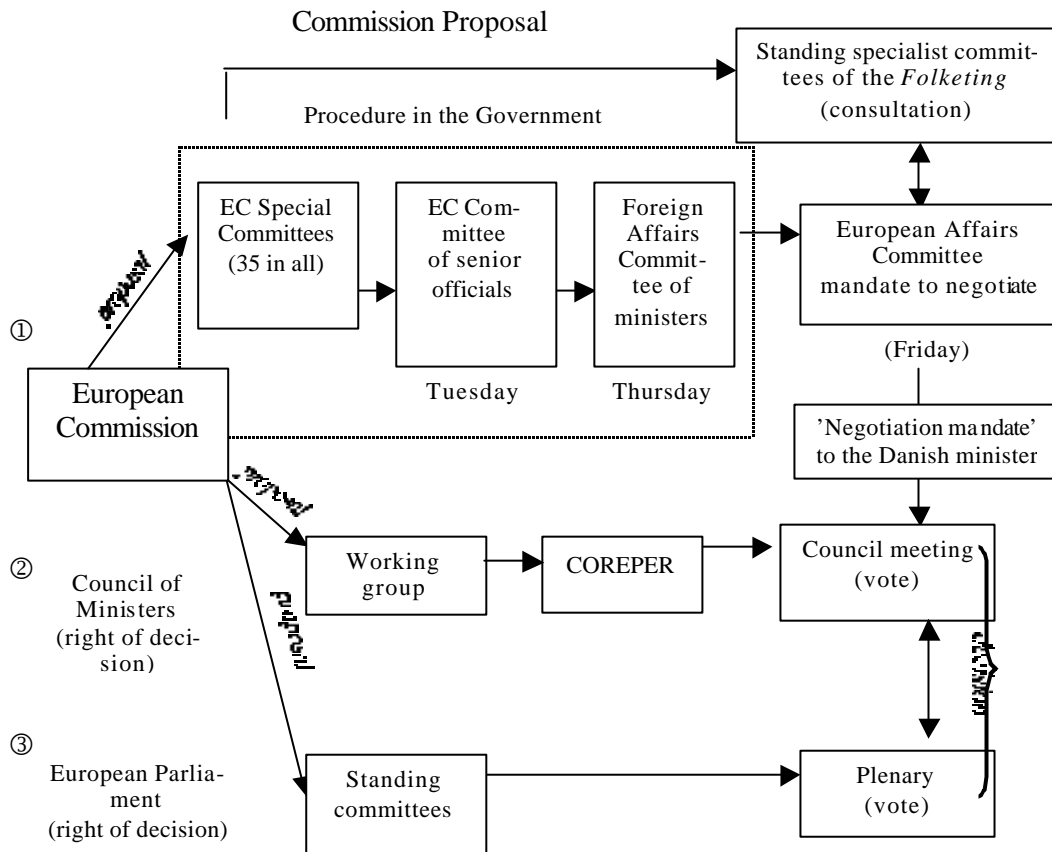 Commission Proposal
Standing specialist commit-
tees of the Folketing
(consultation)
Procedure in the Government
EC Special
Committees
(35 in all)
EC Com-
mittee
of senior
officials
Foreign
Affairs
Commit-
tee of
ministers
European Affairs
Committee
mandate to negotiate
proposal
①
(Friday)
Tuesday
Thursday
European
Commission
’Negotiation mandate’
to the Danish minister
proposal
②
Council of
Ministers
(right of deci-
sion)
Working
group
COREPER
Council meeting
(vote)
proposal
③
European Parlia-
ment
(right of decision)
Standing
committees
Plenary
(vote)